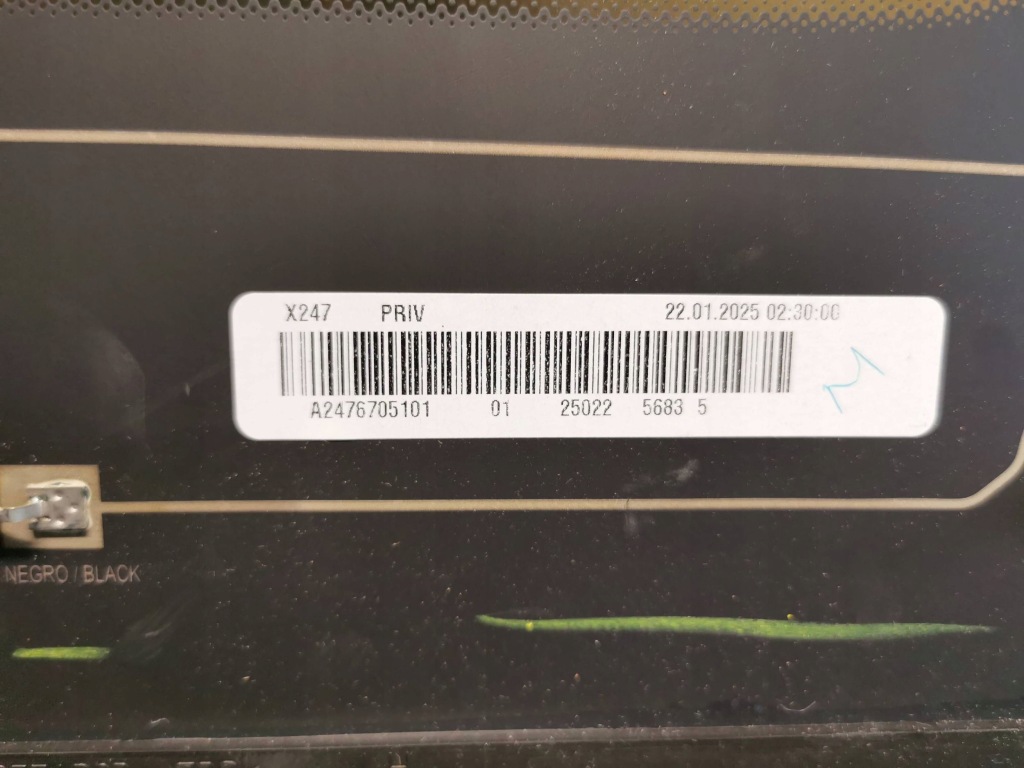 X247 PRIV 22.01.2025 02:30:00
A2476705101 01 25022 5683 5
NEGRO / BLACK